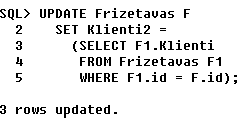 SQL> UPDATE Frizetavas F
2 SET Klienti2 =
3 (SELECT F1.Klienti
4 FROM Frizetavas F1
5 WHERE F1.id = F.id);
3 rows updated.